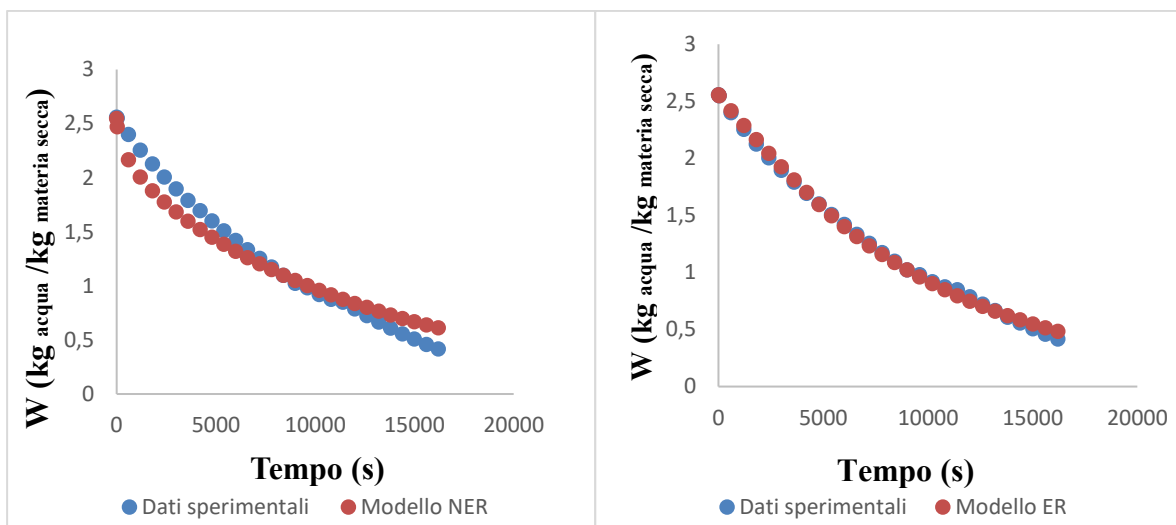 W (kg acqua /kg materia secca)
3
2,5
2
1,5
1
0,5
0
0 5000 10000 15000 20000
Tempo (s)
Dati sperimentali Modello NER
W (kg acqua /kg materia secca)
3
2,5
2
1,5
1
0,5
0
0 5000 10000 15000 20000
Tempo (s)
Dati sperimentali Modello ER